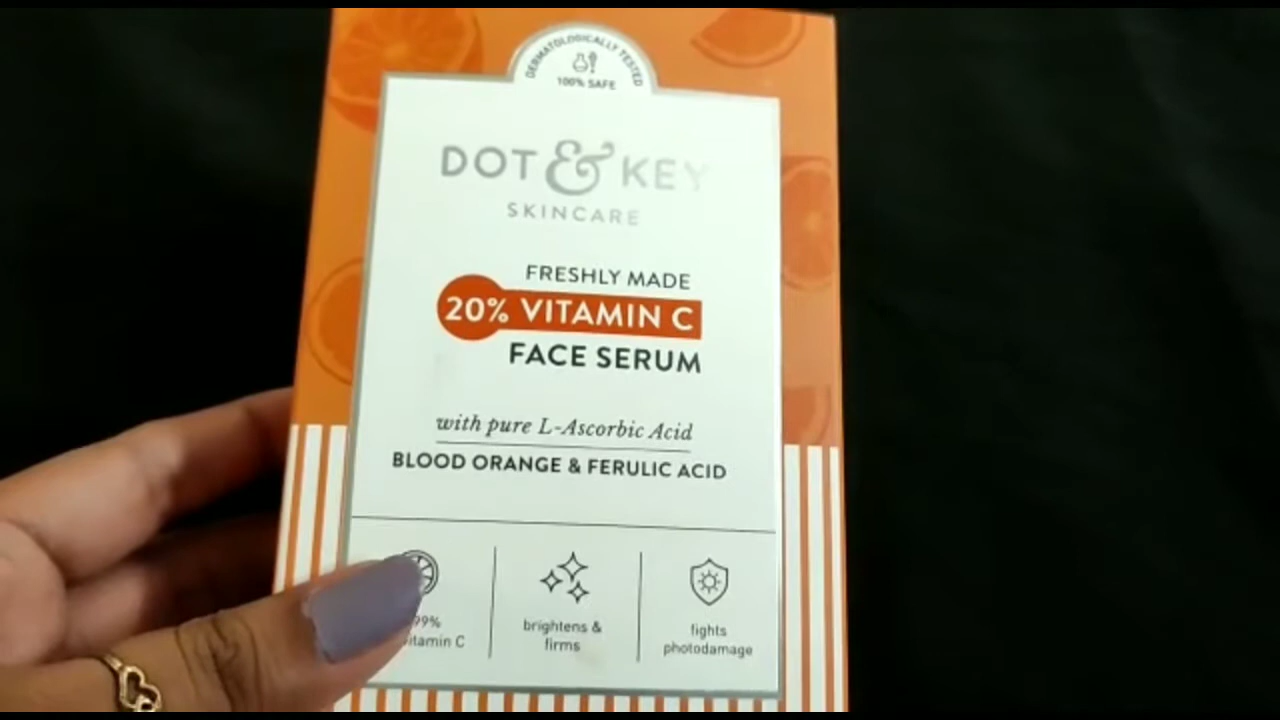 DERMATOLOGICALLY TESTED
100% SAFE
DOT & KEY
SKINCARE
FRESHLY MADE
20% VITAMIN C
FACE SERUM
with pure L-Ascorbic Acid
BLOOD ORANGE & FERULIC ACID
99%
vitamin C
brightens &
firms
fights
photodamage